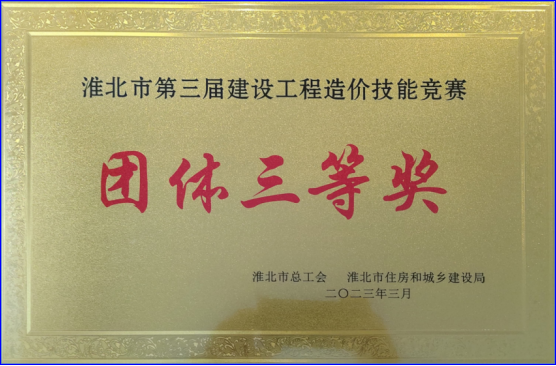 淮北市第三届建设工程造价技能竞赛
团体三等奖
淮北市总工会 淮北市住房和城乡建设局
二〇二三年三月